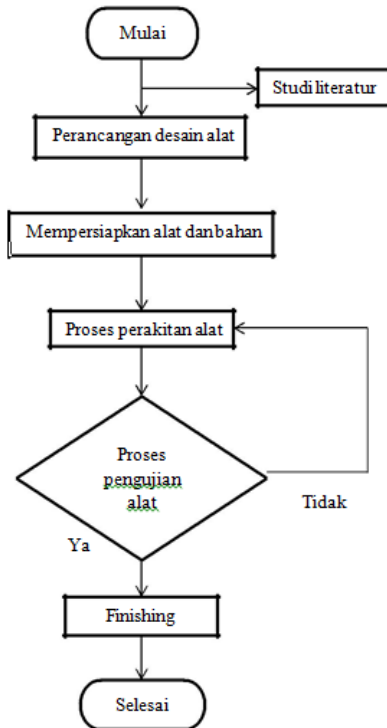 Mulai
Studi literatur
Perancangan desain alat
Mempersiapkan alat danbahan
Proses perakitan alat
Proses
pengujian
alat
Tidak
Ya
Finishing
Selesai